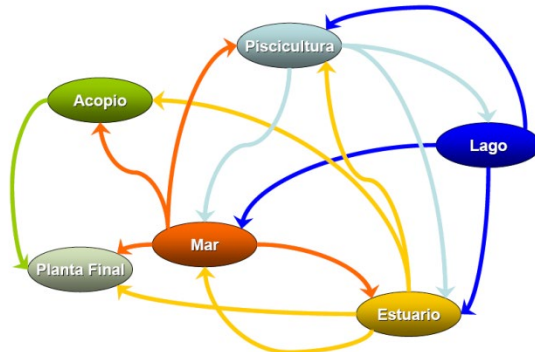 Piscicultura
Acopio
Lago
Mar
Planta Final
Estuario